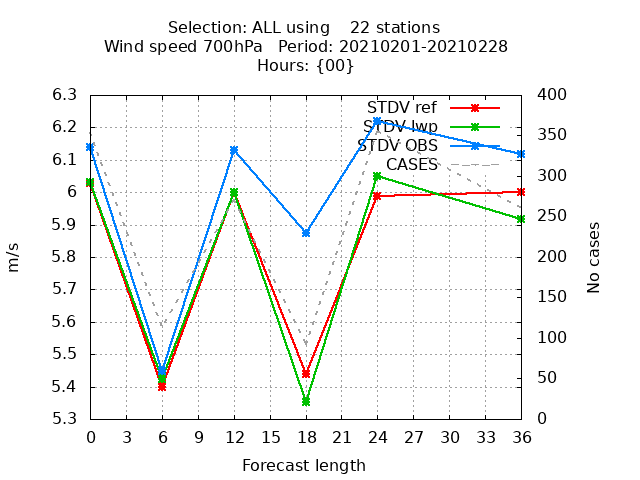 Selection: ALL using 22 stations
Wind speed 700hPa Period: 20210201-20210228
Hours: {00}
6.3
6.2
6.1
6
5.9
5.8
5.7
5.6
5.5
5.4
5.3
m/s
STDV ref
STDV lwp
STDV OBS
CASES
400
350
300
250
200
150
100
50
0
No cases
0 3 6 9 12 15 18 21 24 27 30 33 36
Forecast length